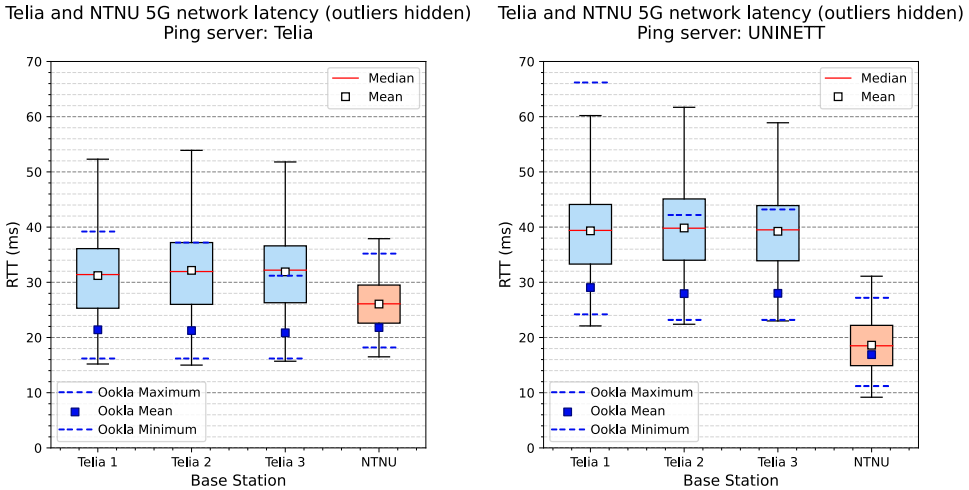 Telia and NTNU 5G network latency (outliers hidden)
Ping server: Telia
70
60
50
40
30
20
10
0
RTT (ms)
Median
Mean
Ookla Maximum
Ookla Mean
Ookla Minimum
Telia 1
Telia 2
Telia 3
NTNU
Base Station
Telia and NTNU 5G network latency (outliers hidden)
Ping server: UNINETT
70
60
50
40
30
20
10
0
RTT (ms)
Median
Mean
Ookla Maximum
Ookla Mean
Ookla Minimum
Telia 1
Telia 2
Telia 3
NTNU
Base Station